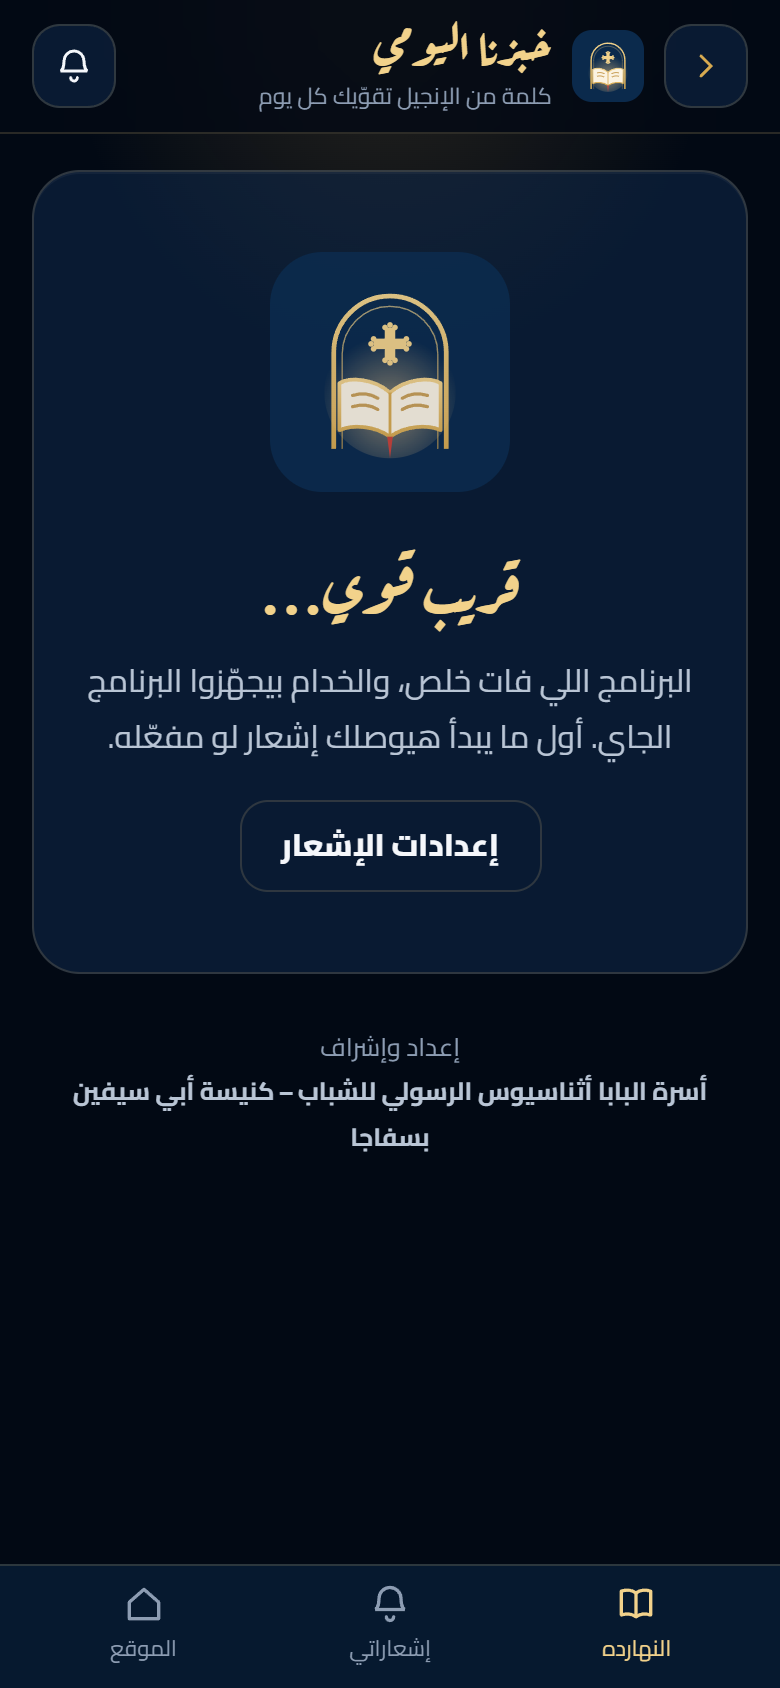 خبزنا اليومي
كلمة من الإنجيل تقوّيك كل يوم
قريب قوي...
البرنامج اللي فات خلص، والخدام بيجهّزوا البرنامج
الجاي. أول ما يبدأ هيوصلك إشعار لو مفعّله.
إعدادات الإشعار
إعداد وإشراف
أسرة البابا أثناسيوس الرسولي للشباب – كنيسة أبي سيفين
بسفاجا
النهارده
إشعاراتي
الموقع